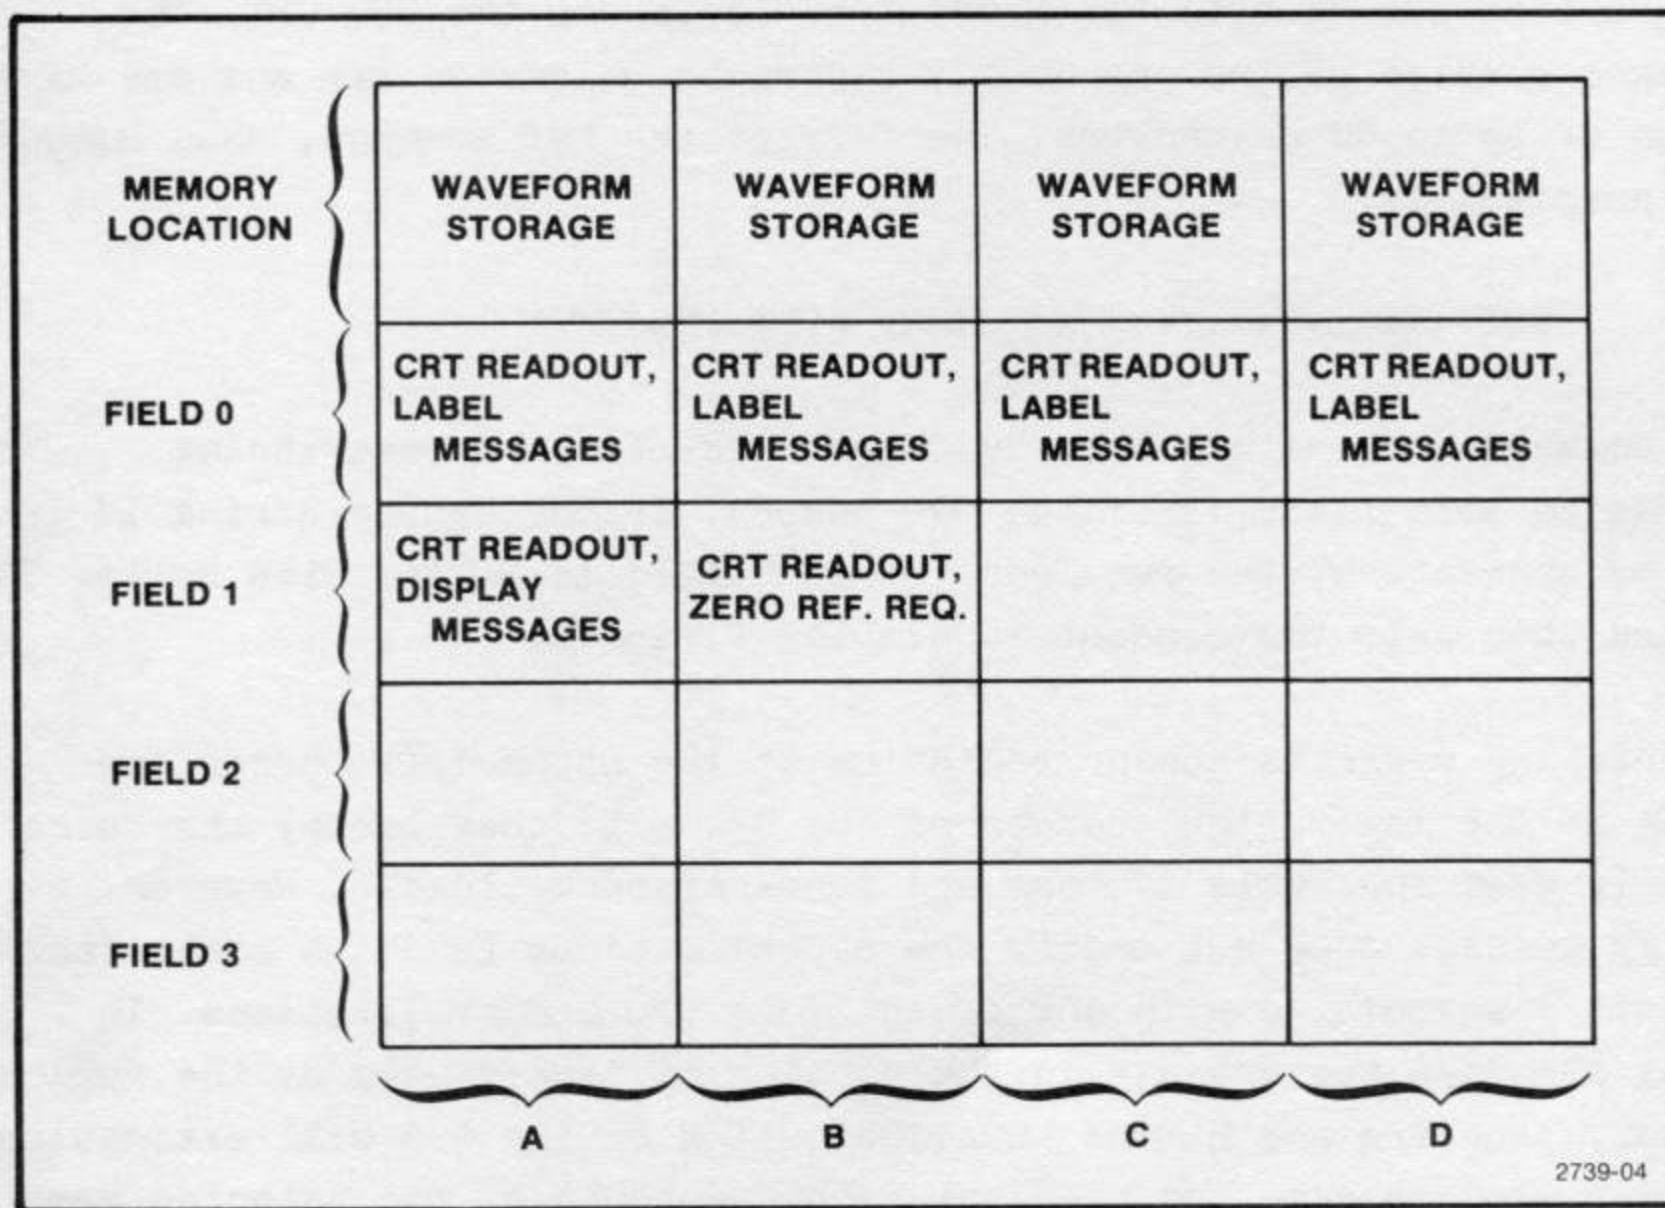 MEMORY
LOCATION
WAVEFORM
STORAGE
WAVEFORM
STORAGE
WAVEFORM
STORAGE
WAVEFORM
STORAGE
FIELD 0
CRT READOUT,
LABEL
MESSAGES
CRT READOUT,
LABEL
MESSAGES
CRT READOUT,
LABEL
MESSAGES
CRT READOUT,
LABEL
MESSAGES
FIELD 1
CRT READOUT,
DISPLAY
MESSAGES
CRT READOUT,
ZERO REF. REQ.
FIELD 2
FIELD 3
A
B
C
D
2739-04